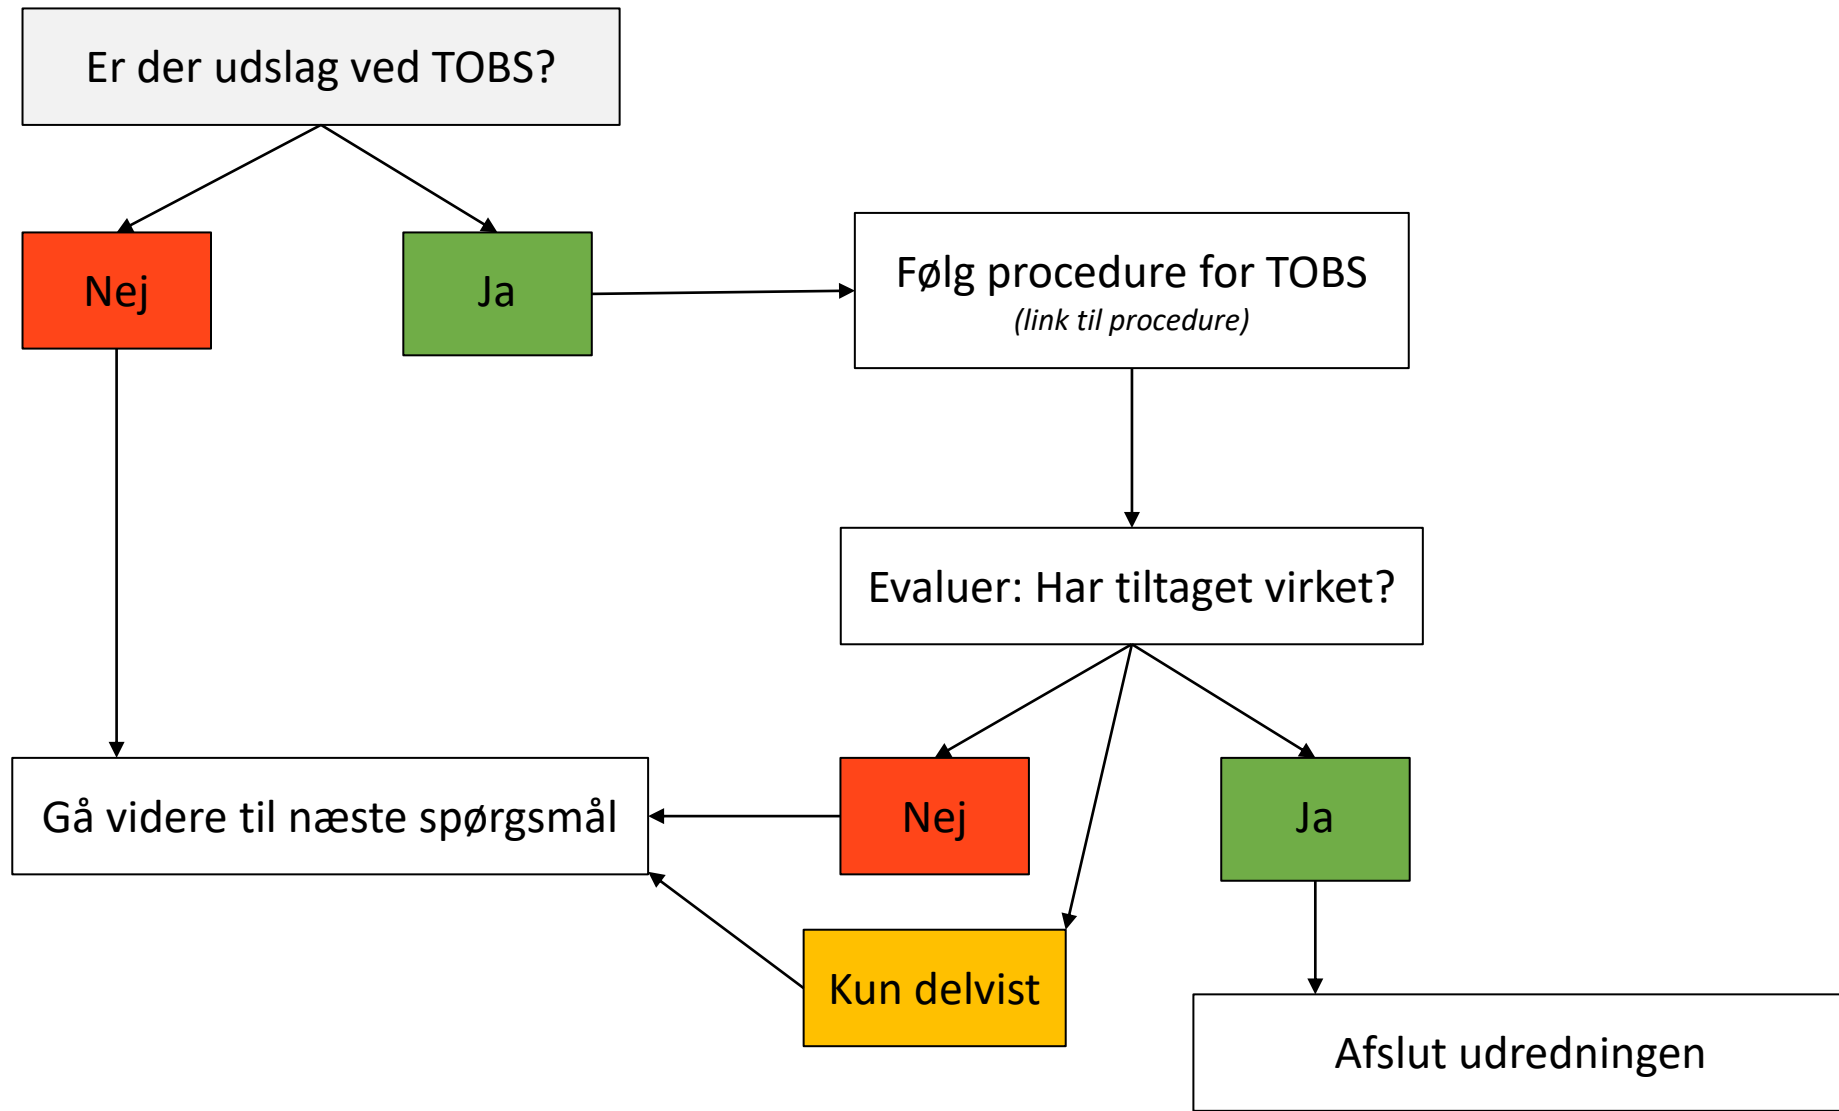 Er der udslag ved TOBS?
Nej
Ja
Følg procedure for TOBS
(link til procedure)
Evaluer: Har tiltaget virket?
Gå videre til næste spørgsmål
Nej
Ja
Kun delvist
Afslut udredningen